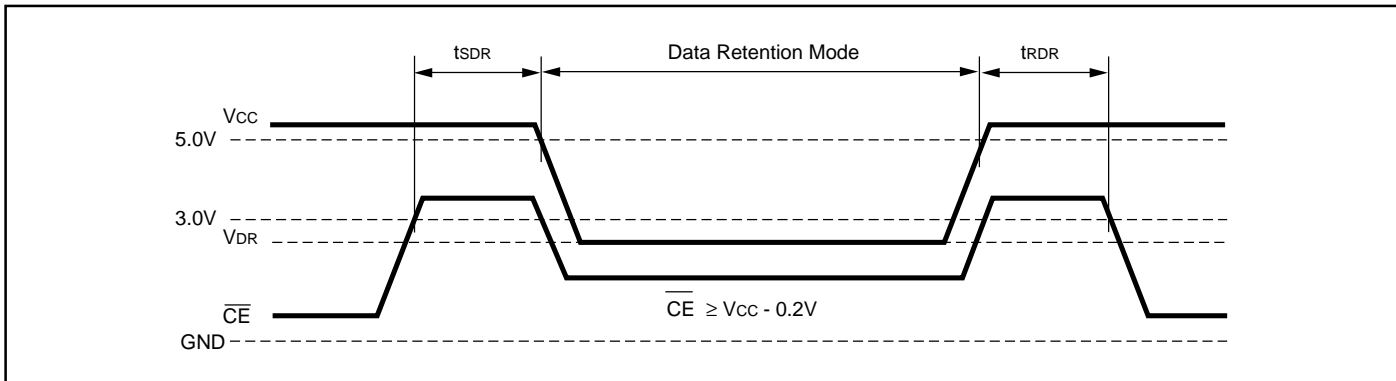 tSDR Data Retention Mode tRDR
VCC
5.0V
3.0V
VDR
CE ≥ VCC - 0.2V
CE
GND